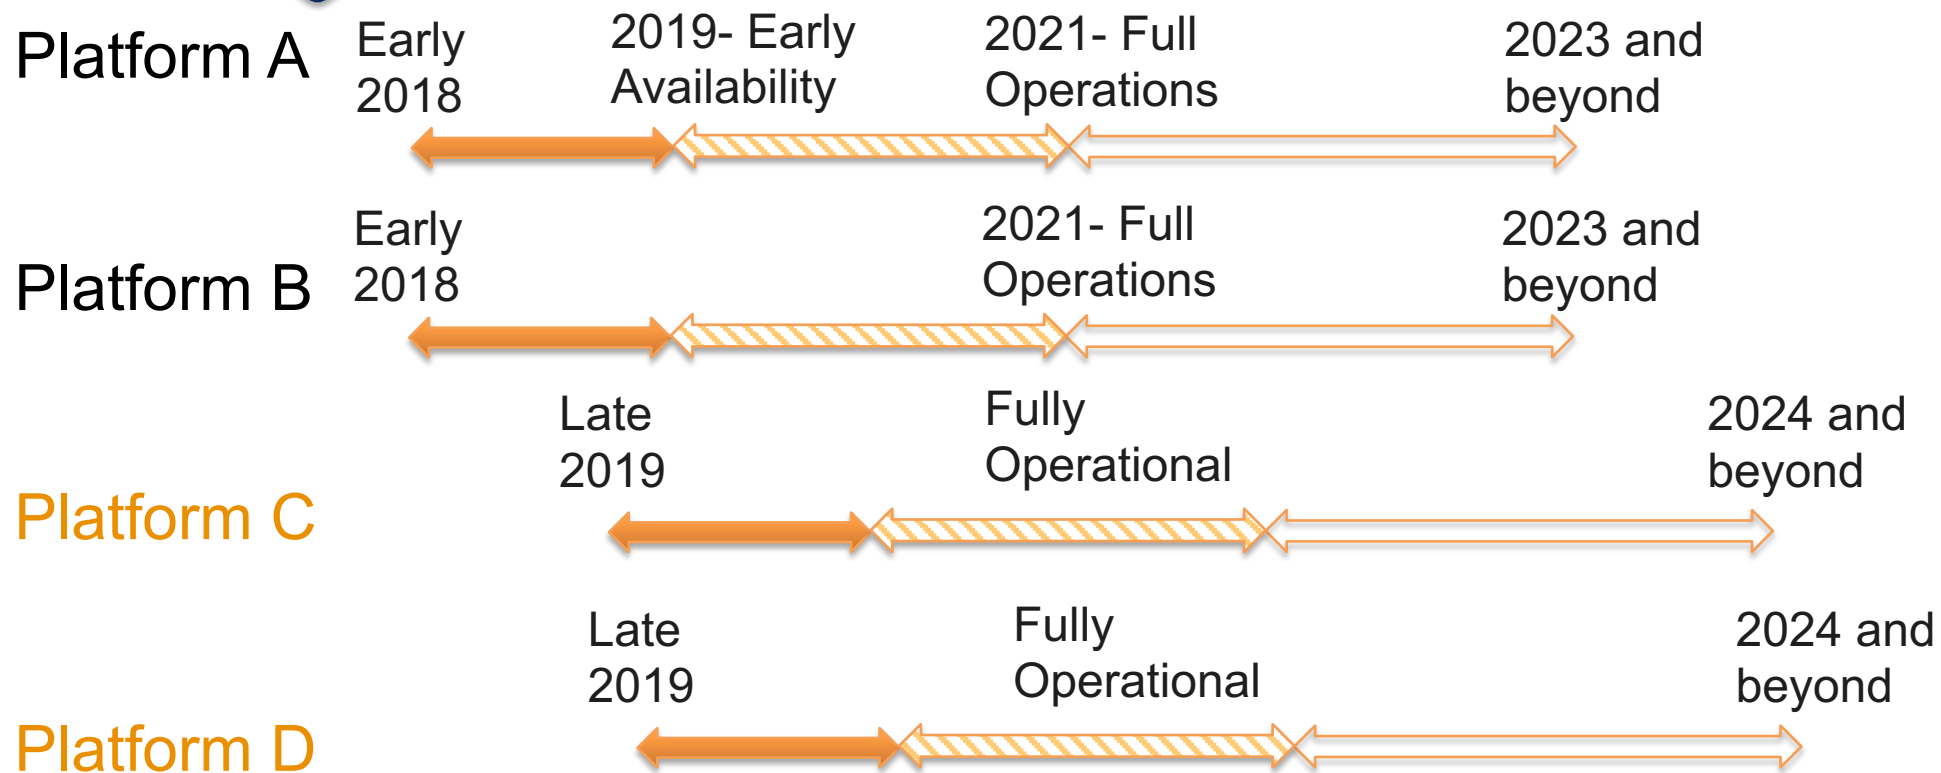 Platform A
Early
2018
2019- Early
Availability
2021- Full
Operations
2023 and
beyond
Platform B
Early
2018
2021- Full
Operations
2023 and
beyond
Platform C
Late
2019
Fully
Operational
2024 and
beyond
Platform D
Late
2019
Fully
Operational
2024 and
beyond